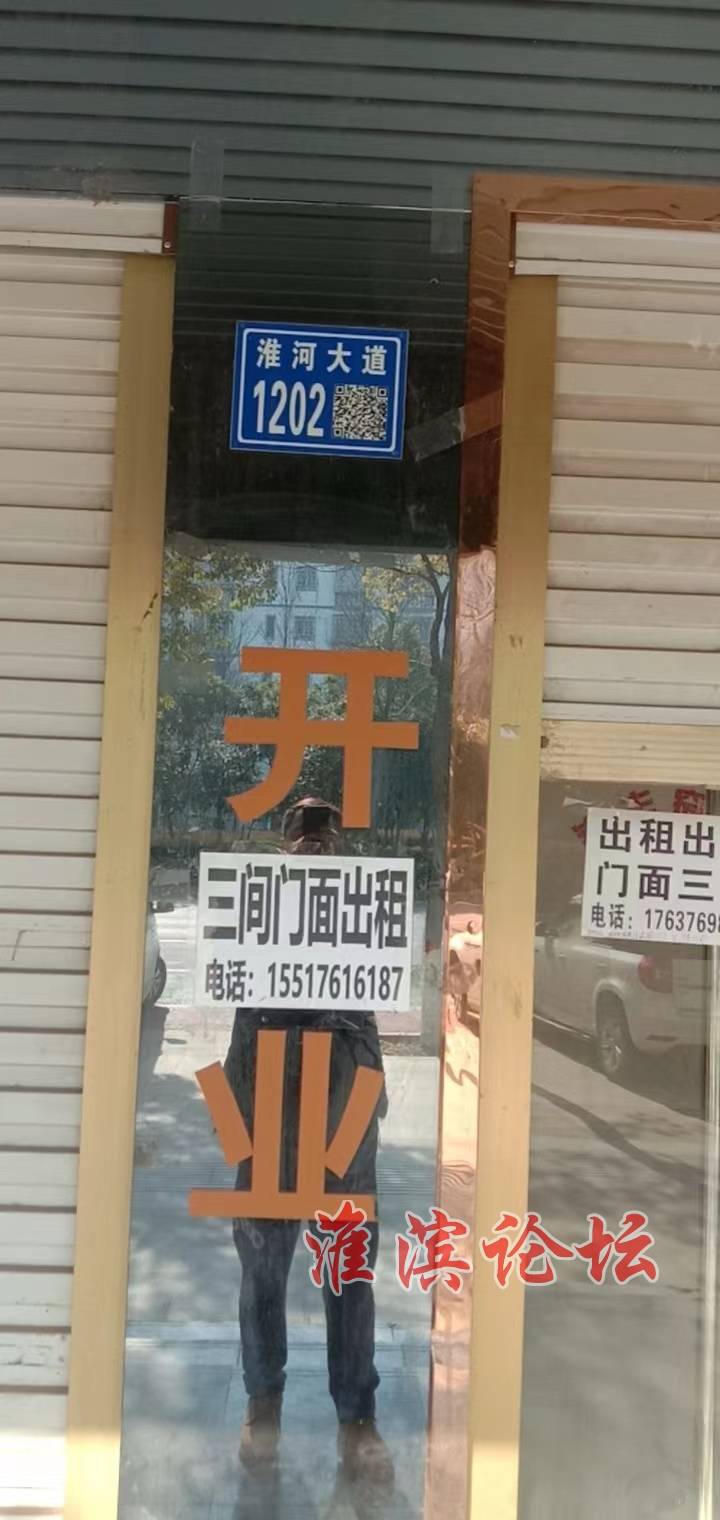 淮河大道
1202
开
三间门面出租
电话：15517616187
业
出租出
门面三
电话：1763769
淮滨论坛